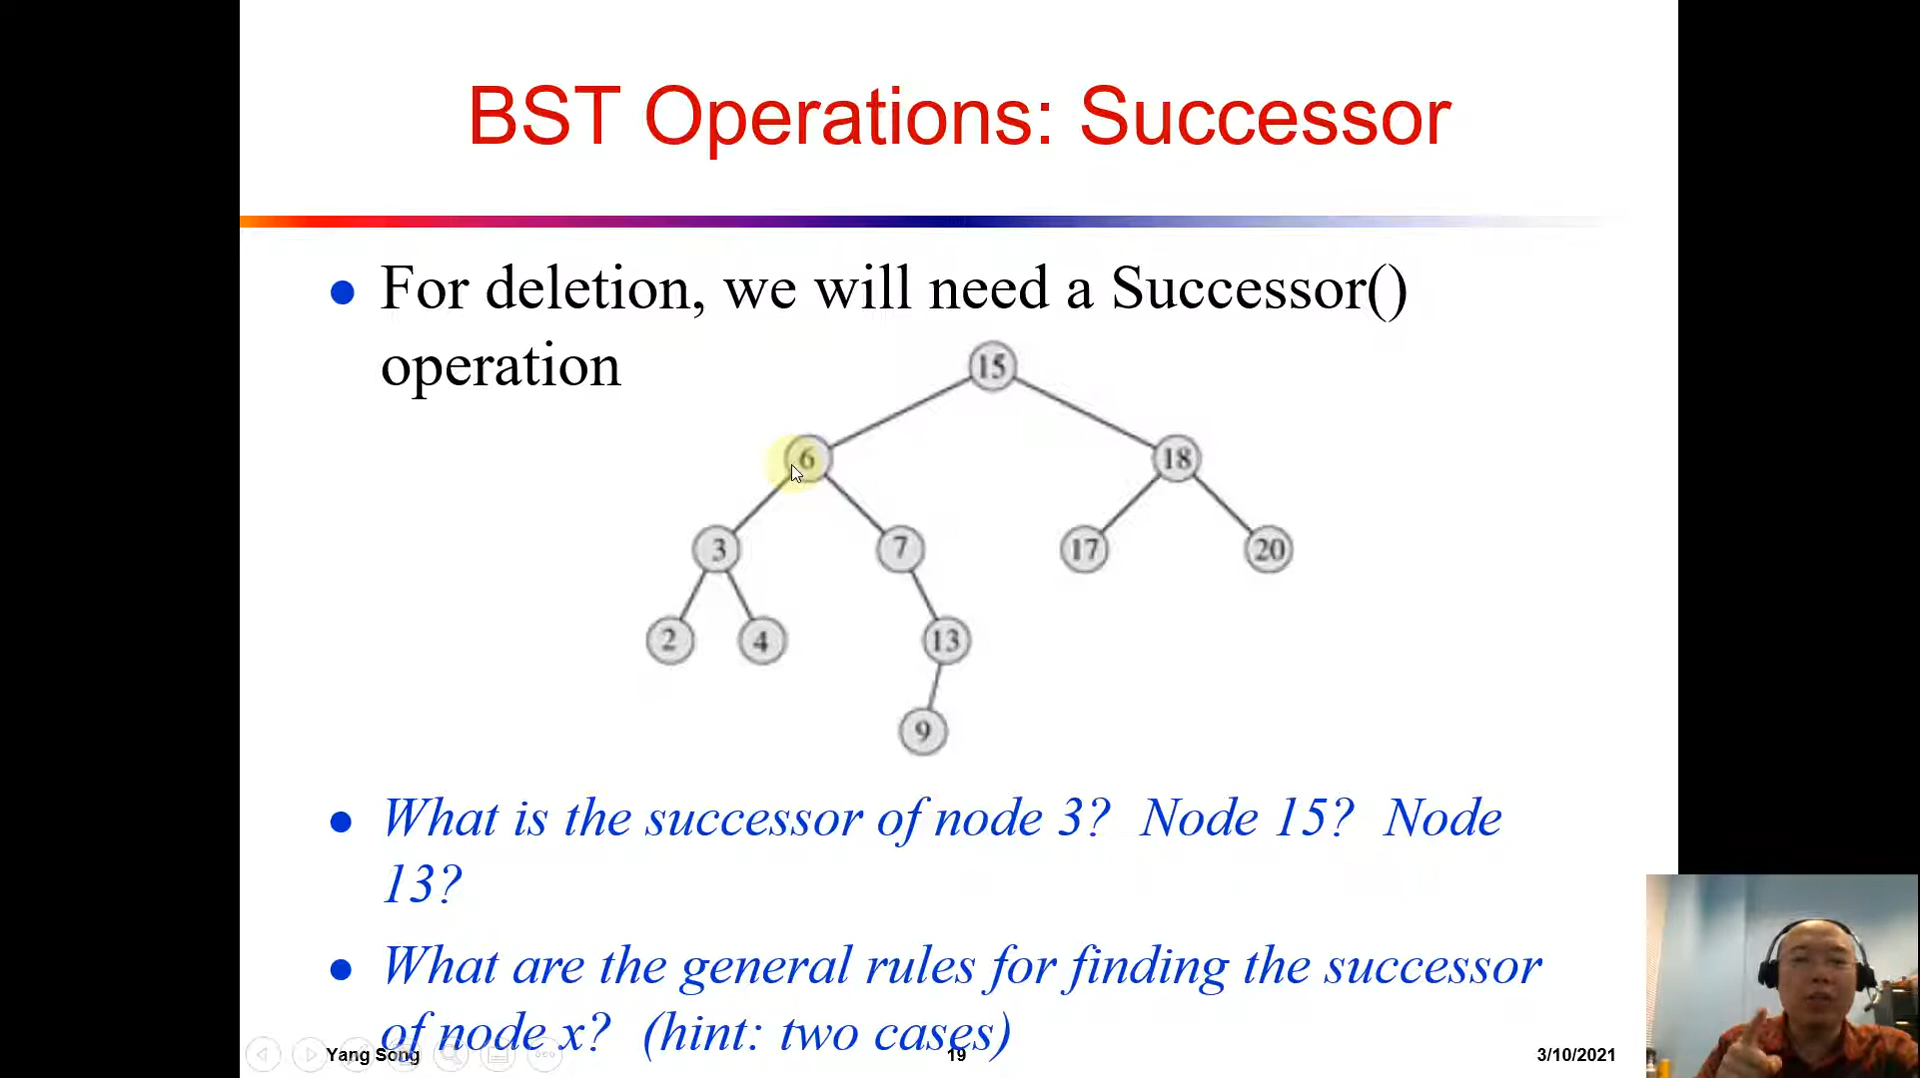 BST Operations: Successor
● For deletion, we will need a Successor()
operation
15
6
18
3
7
17
20
2
4
13
9
● What is the successor of node 3? Node 15? Node
13?
● What are the general rules for finding the successor
of node x? (hint: two cases)
Yang Song
19
3/10/2021